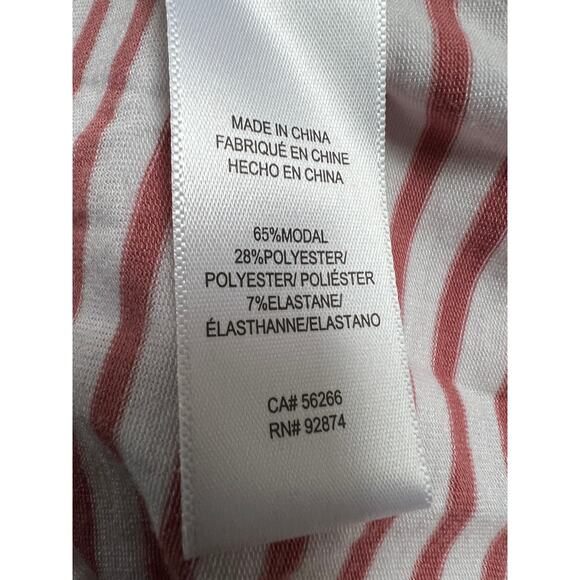 MADE IN CHINA
FABRIQUÉ EN CHINE
HECHO EN CHINA
65%MODAL
28%POLYESTER/
POLYESTER/ POLIÉSTER
7%ELASTANE/
ÉLASTHANNE/ELASTANO
CA# 56266
RN# 92874